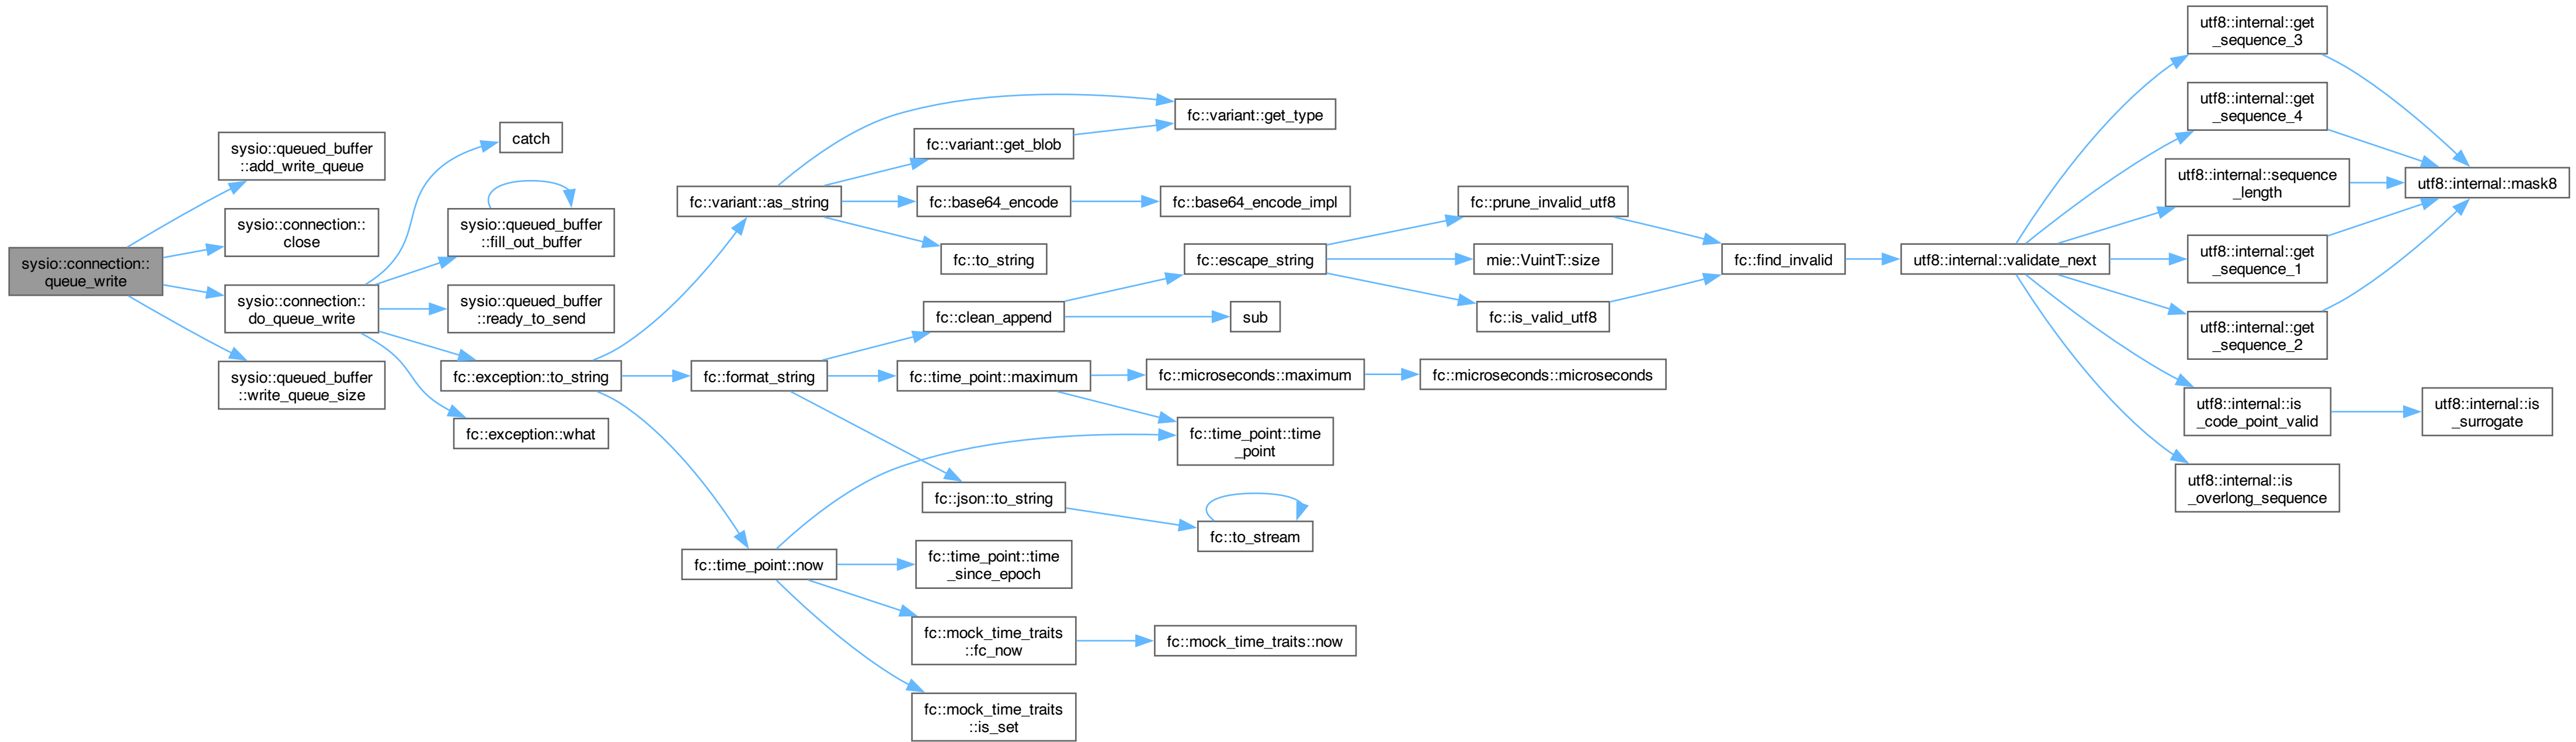 sysio::connection::
queue_write
sysio::queued_buffer
::add_write_queue
sysio::connection::
close
sysio::connection::
do_queue_write
sysio::queued_buffer
::write_queue_size
catch
sysio::queued_buffer
::fill_out_buffer
sysio::queued_buffer
::ready_to_send
fc::exception::to_string
fc::exception::what
fc::variant::as_string
fc::format_string
fc::time_point::now
fc::variant::get_blob
fc::base64_encode
fc::to_string
fc::clean_append
fc::time_point::maximum
fc::json::to_string
fc::time_point::time
_since_epoch
fc::mock_time_traits
::fc_now
fc::mock_time_traits
::is_set
fc::variant::get_type
fc::base64_encode_impl
fc::escape_string
sub
fc::microseconds::maximum
fc::time_point::time
_point
fc::to_stream
fc::mock_time_traits::now
fc::prune_invalid_utf8
mie::VuintT::size
fc::is_valid_utf8
fc::microseconds::microseconds
fc::find_invalid
utf8::internal::validate_next
utf8::internal::get
_sequence_3
utf8::internal::get
_sequence_4
utf8::internal::sequence
_length
utf8::internal::get
_sequence_1
utf8::internal::get
_sequence_2
utf8::internal::is
_code_point_valid
utf8::internal::is
_overlong_sequence
utf8::internal::mask8
utf8::internal::is
_surrogate